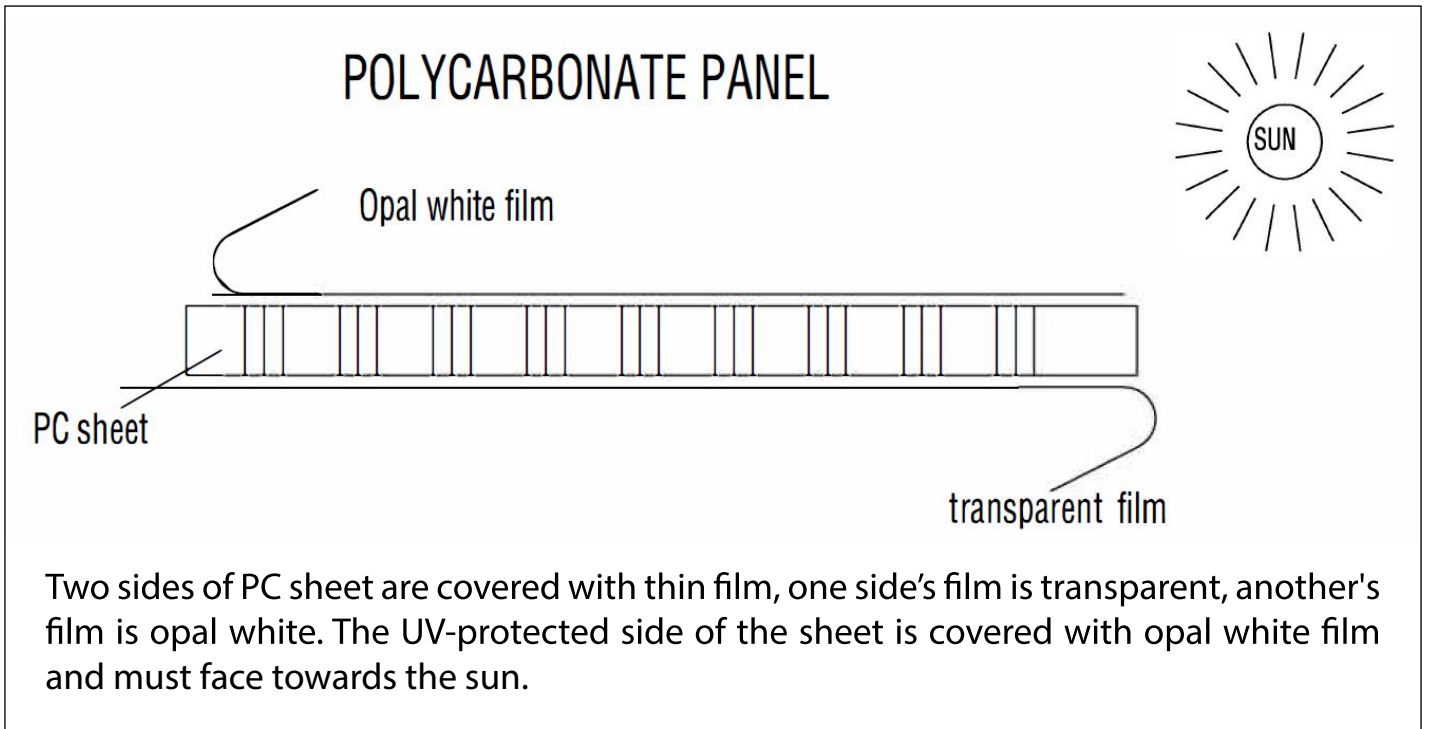 POLYCARBONATE PANEL
SUN
Opal white film
PC sheet
transparent film
Two sides of PC sheet are covered with thin film, one side’s film is transparent, another's
film is opal white. The UV-protected side of the sheet is covered with opal white film
and must face towards the sun.